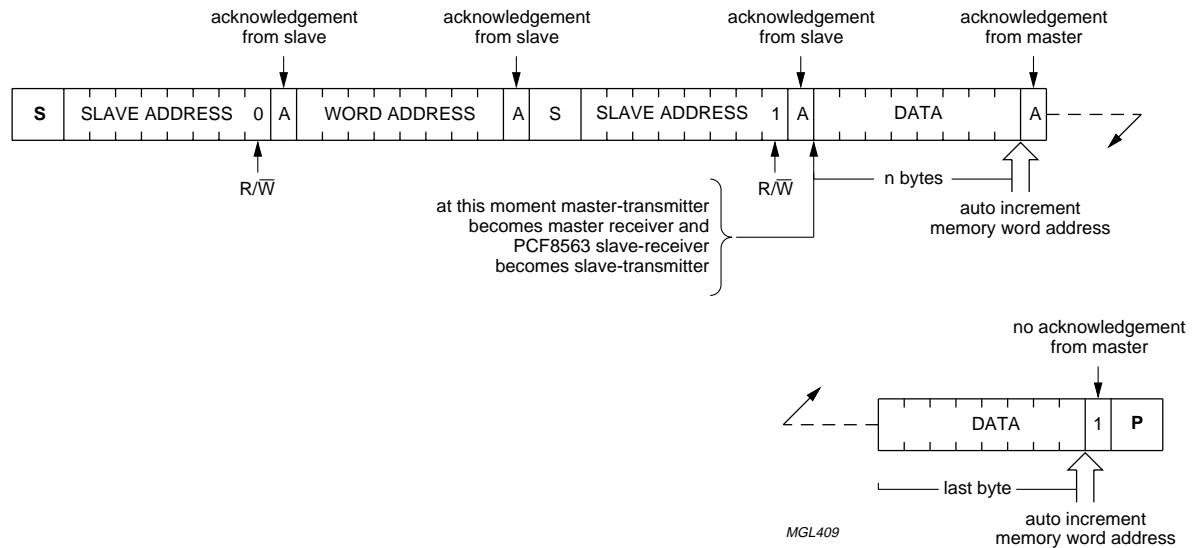 acknowledgement
from slave
acknowledgement
from slave
acknowledgement
from slave
acknowledgement
from master
S SLAVE ADDRESS 0 A WORD ADDRESS A S SLAVE ADDRESS 1 A DATA A
R/W̅
R/W̅
n bytes
at this moment master-transmitter
becomes master receiver and
PCF8563 slave-receiver
becomes slave-transmitter
auto increment
memory word address
no acknowledgement
from master
DATA 1 P
last byte
auto increment
memory word address
MGL409